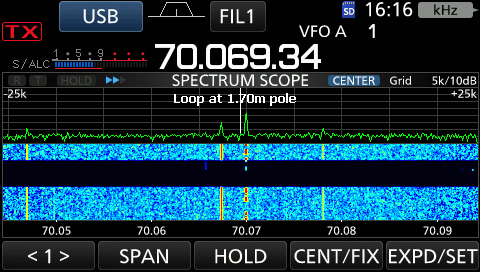 USB FIL1 SD 16:16 kHz
TX VFO A 1
1 5 9
S/ALC 70.069.34
R T HOLD SPECTRUM SCOPE CENTER Grid 5k/10dB
-25k Loop at 1.70m pole +25k
70.05 70.06 70.07 70.08 70.09
< 1 > SPAN HOLD CENT/FIX EXPD/SET